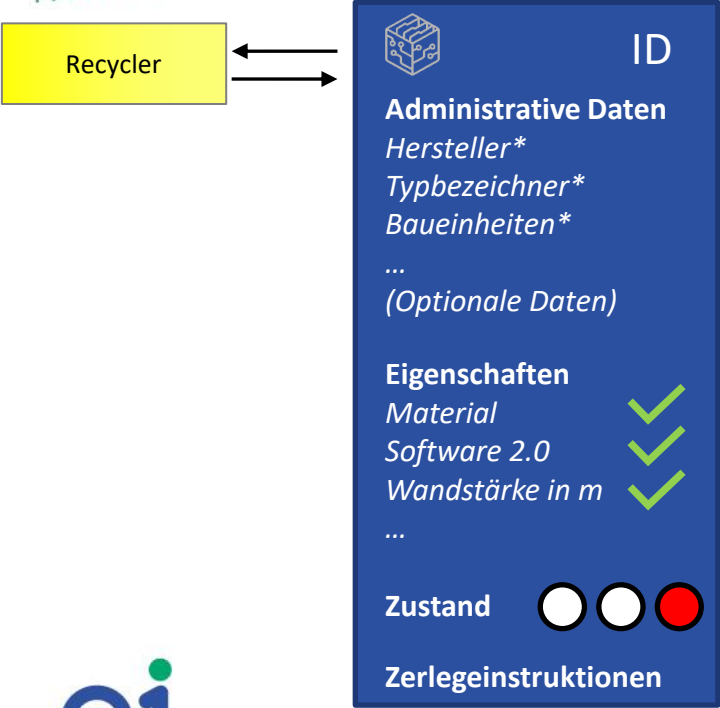 Recycler
ID
Administrative Daten
Hersteller*
Typbezeichner*
Baueinheiten*
…
(Optionale Daten)
Eigenschaften
Material
Software 2.0
Wandstärke in m
…
Zustand
Zerlegeinstruktionen